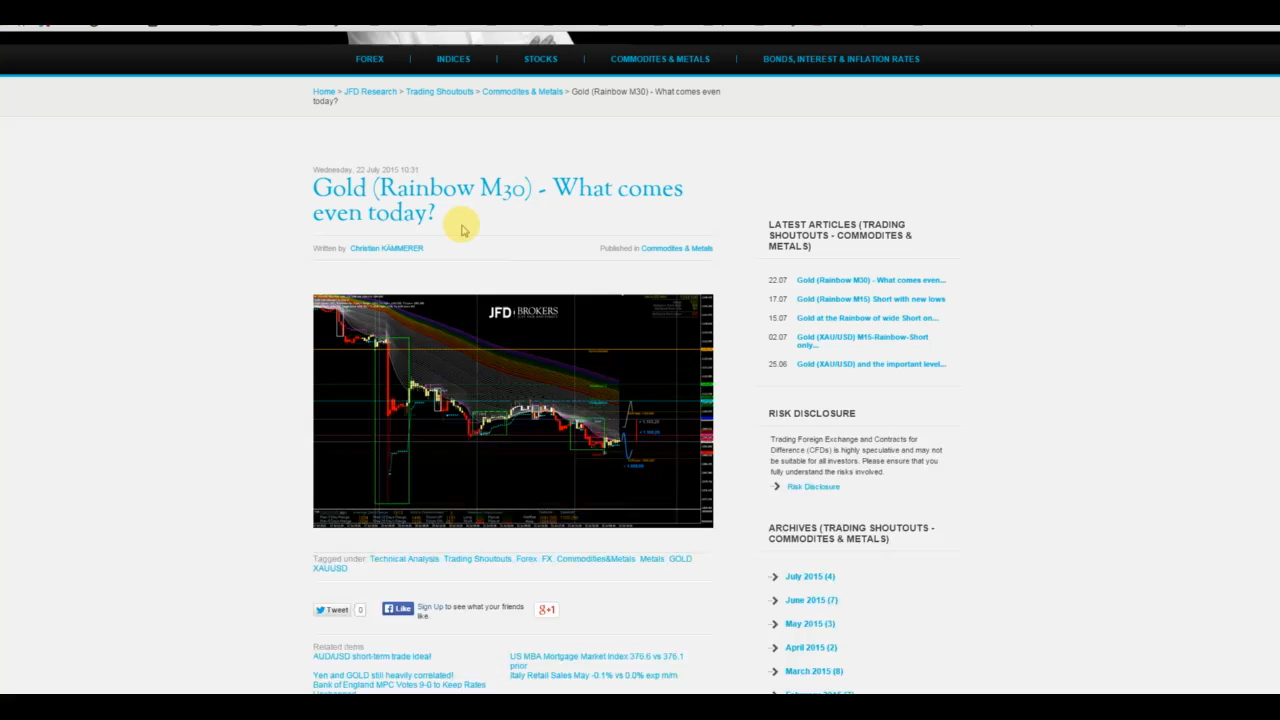 FOREX | INDICES | STOCKS | COMMODITES & METALS | BONDS, INTEREST & INFLATION RATES
Home > JFD Research > Trading Shoutouts > Commodites & Metals > Gold (Rainbow M30) - What comes even
today?
Wednesday, 22 July 2015 10:31
Gold (Rainbow M30) - What comes
even today?
Written by Christian KÄMMERER
Published in Commodites & Metals
JFD BROKERS
Tagged under: Technical Analysis Trading Shoutouts, Forex FX Commodities&Metals Metals GOLD
XAUUSD
Tweet 0
Like
Sign Up to see what your friends
like.
g+1
Related items
AUD/USD short-term trade idea!
Yen and GOLD still heavily correlated!
Bank of England MPC Votes 9-0 to Keep Rates
US MBA Mortgage Market Index 376.6 vs 376.1
prior
Italy Retail Sales May -0.1% vs 0.0% exp m/m
LATEST ARTICLES (TRADING
SHOUTOUTS - COMMODITES &
METALS)
22.07 Gold (Rainbow M30) - What comes even...
17.07 Gold (Rainbow M15) Short with new lows
15.07 Gold at the Rainbow of wide Short on...
02.07 Gold (XAU/USD) M15-Rainbow-Short
only...
25.06 Gold (XAU/USD) and the important level...
RISK DISCLOSURE
Trading Foreign Exchange and Contracts for
Difference (CFDs) is highly speculative and may not
be suitable for all investors. Please ensure that you
fully understand the risks involved.
Risk Disclosure
ARCHIVES (TRADING SHOUTOUTS -
COMMODITES & METALS)
July 2015 (4)
June 2015 (7)
May 2015 (3)
April 2015 (2)
March 2015 (8)